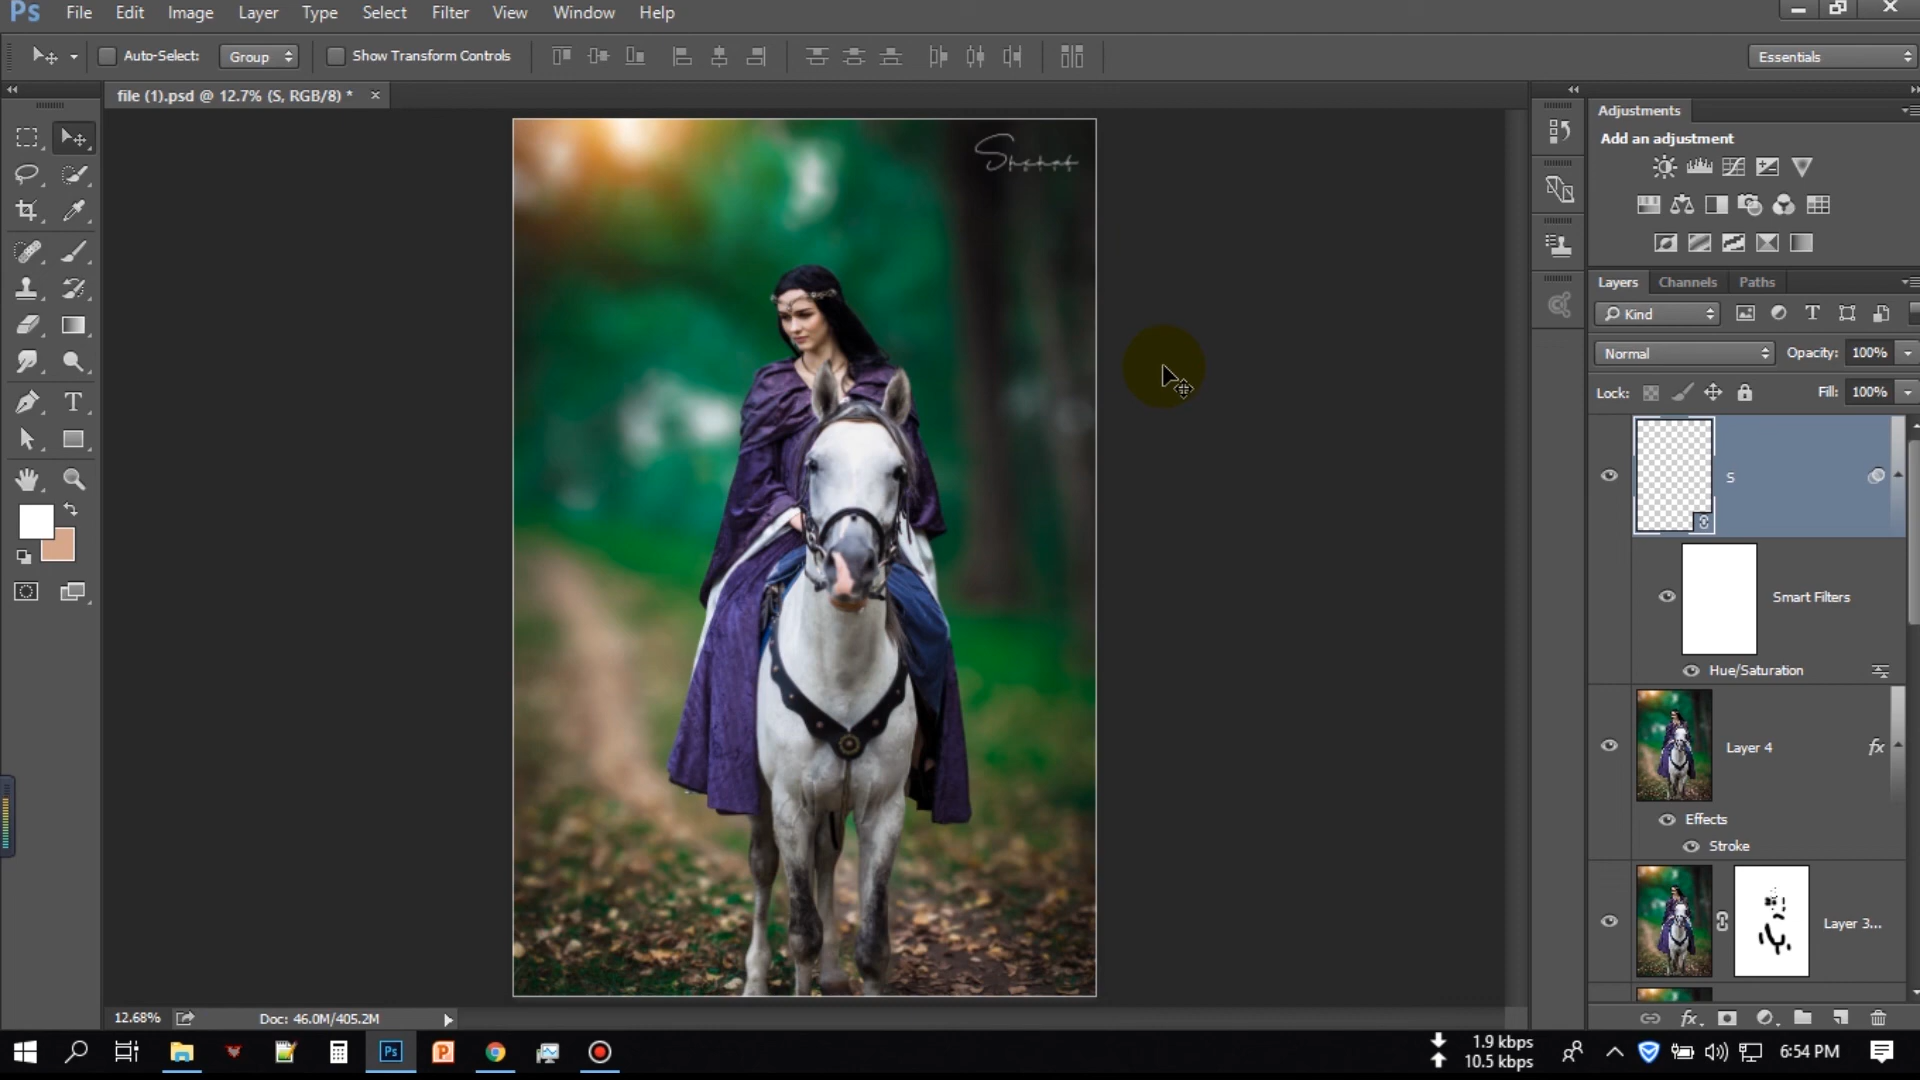 Ps File Edit Image Layer Type Select Filter View Window Help
Auto-Select: Group Show Transform Controls Essentials
file (1).psd @ 12.7% (S, RGB/8) * ×
Adjustments
Add an adjustment
Layers Channels Paths
Kind
Normal Opacity: 100%
Lock: Fill: 100%
S
Smart Filters
Hue/Saturation
Layer 4 fx
Effects
Stroke
Layer 3...
12.68% Doc: 46.0M/405.2M
fx
1.9 kbps
10.5 kbps
6:54 PM